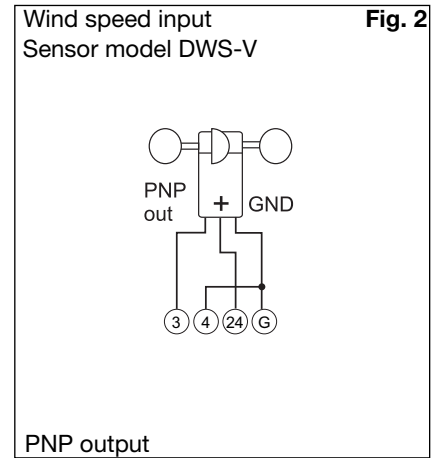 Wind speed input Fig. 2
Sensor model DWS-V
PNP
out
+ GND
3 4 24 G
PNP output